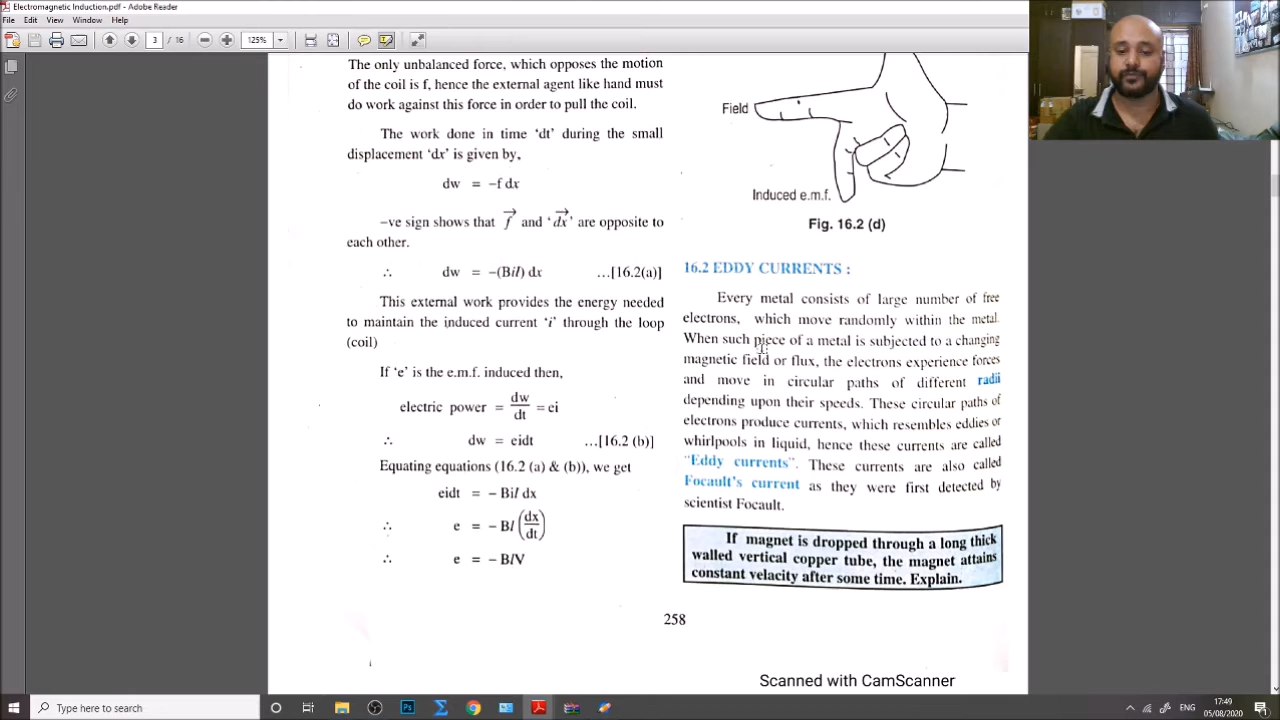 Electromagnetic Induction.pdf - Adobe Reader
File Edit View Window Help
3 / 16 125%
The only unbalanced force, which opposes the motion
of the coil is f, hence the external agent like hand must
do work against this force in order to pull the coil.
The work done in time ‘dt’ during the small
displacement ‘dx’ is given by,
dw = –f dx
–ve sign shows that f⃗ and ‘dx⃗’ are opposite to
each other.
∴ dw = –(Bil) dx ...[16.2(a)]
This external work provides the energy needed
to maintain the induced current ‘i’ through the loop
(coil)
If ‘e’ is the e.m.f. induced then,
electric power = dw/dt = ei
∴ dw = eidt ...[16.2 (b)]
Equating equations (16.2 (a) & (b)), we get
eidt = – Bil dx
∴ e = – Bl (dx/dt)
∴ e = – BlV
Field
Induced e.m.f.
Fig. 16.2 (d)
16.2 EDDY CURRENTS :
Every metal consists of large number of free
electrons, which move randomly within the metal.
When such piece of a metal is subjected to a changing
magnetic field or flux, the electrons experience forces
and move in circular paths of different radii
depending upon their speeds. These circular paths of
electrons produce currents, which resembles eddies or
whirlpools in liquid, hence these currents are called
"Eddy currents". These currents are also called
Focault's current as they were first detected by
scientist Focault.
If magnet is dropped through a long thick
walled vertical copper tube, the magnet attains
constant velacity after some time. Explain.
258
Scanned with CamScanner
Type here to search
ENG
17:49
05/08/2020